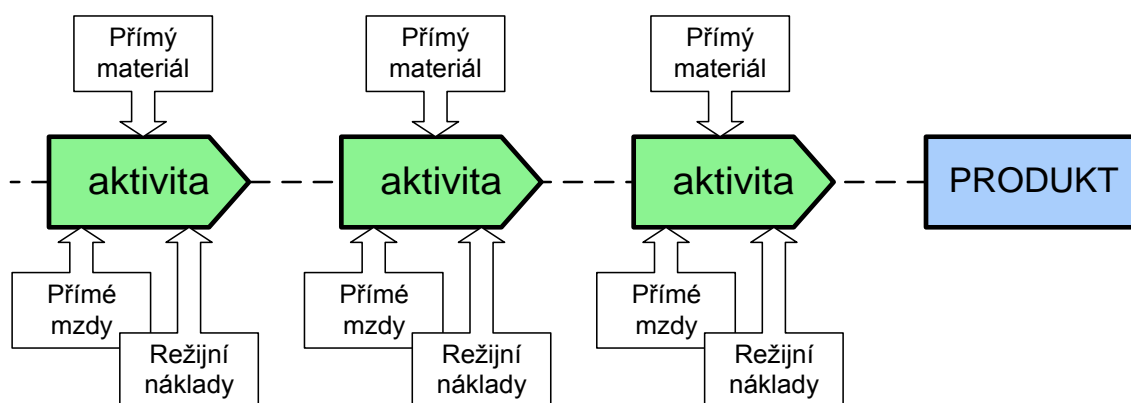 Přímý
materiál
Přímý
materiál
Přímý
materiál
aktivita
aktivita
aktivita
PRODUKT
Přímé
mzdy
Režijní
náklady
Přímé
mzdy
Režijní
náklady
Přímé
mzdy
Režijní
náklady